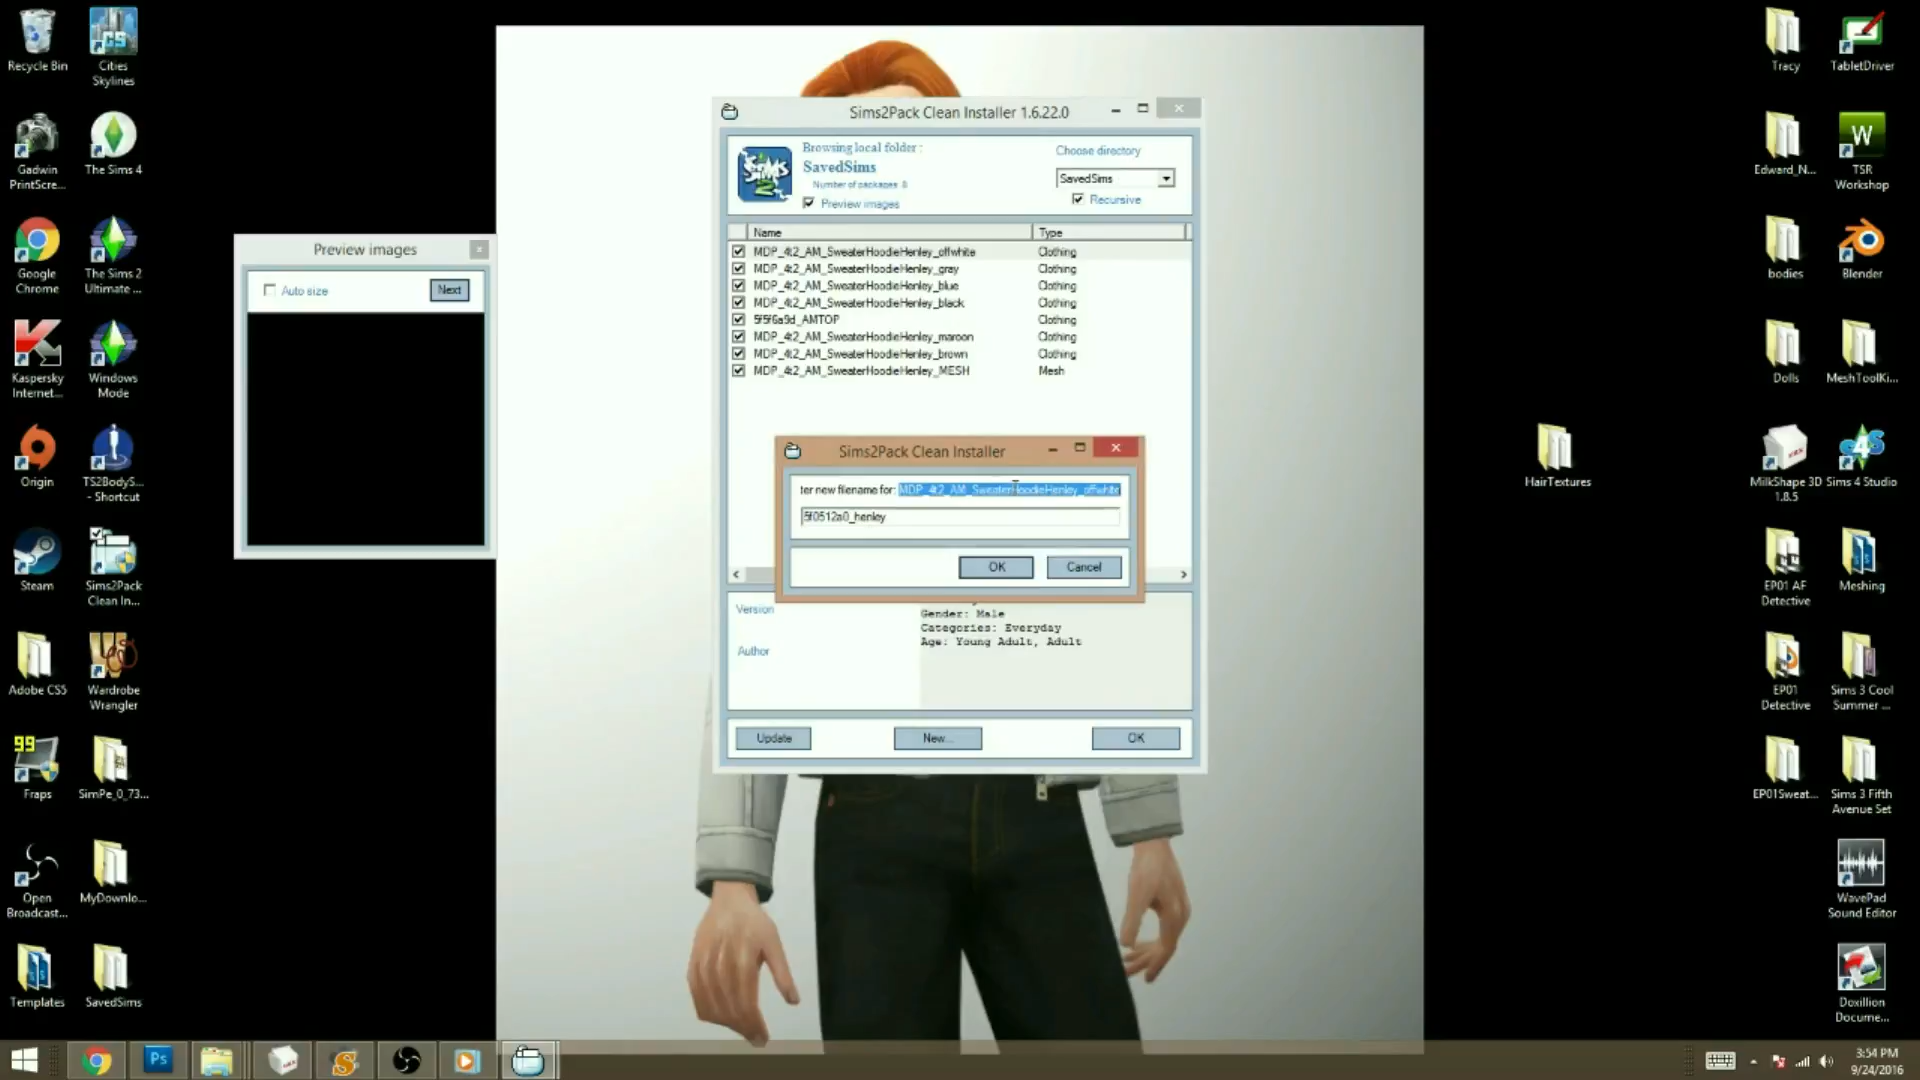 Recycle Bin
Cities
Skylines
Gadwin
PrintScre...
The Sims 4
Google
Chrome
The Sims 2
Ultimate ...
Kaspersky
Internet...
Windows
Mode
Origin
TS2BodyS...
- Shortcut
Steam
Sims2Pack
Clean In...
Adobe CS5
Wardrobe
Wrangler
99
Fraps
SimPe_0_73...
Open
Broadcast...
MyDownlo...
Templates
SavedSims
Preview images
Auto size
Next
Sims2Pack Clean Installer 1.6.22.0
Browsing local folder :
SavedSims
Number of packages 8
Preview images
Choose directory
SavedSims
Recursive
Name
Type
MDP_4t2_AM_SweaterHoodieHenley_offwhite Clothing
MDP_4t2_AM_SweaterHoodieHenley_gray Clothing
MDP_4t2_AM_SweaterHoodieHenley_blue Clothing
MDP_4t2_AM_SweaterHoodieHenley_black Clothing
5f5f6a9d_AMTOP Clothing
MDP_4t2_AM_SweaterHoodieHenley_maroon Clothing
MDP_4t2_AM_SweaterHoodieHenley_brown Clothing
MDP_4t2_AM_SweaterHoodieHenley_MESH Mesh
Sims2Pack Clean Installer
ter new filename for: MDP_4t2_AM_SweaterHoodieHenley_offwhite
5f0512a0_henley
OK
Cancel
Version
Gender: Male
Categories: Everyday
Age: Young Adult, Adult
Author
Update
New...
OK
HairTextures
Tracy
TabletDriver
Edward_N...
W
TSR
Workshop
bodies
Blender
Dolls
MeshToolKi...
MilkShape 3D
1.8.5
Sims 4 Studio
EP01 AF
Detective
Meshing
EP01
Detective
Sims 3 Cool
Summer ...
EP01Sweat...
Sims 3 Fifth
Avenue Set
WavePad
Sound Editor
Doxillion
Docume...
Ps
3:54 PM
9/24/2016